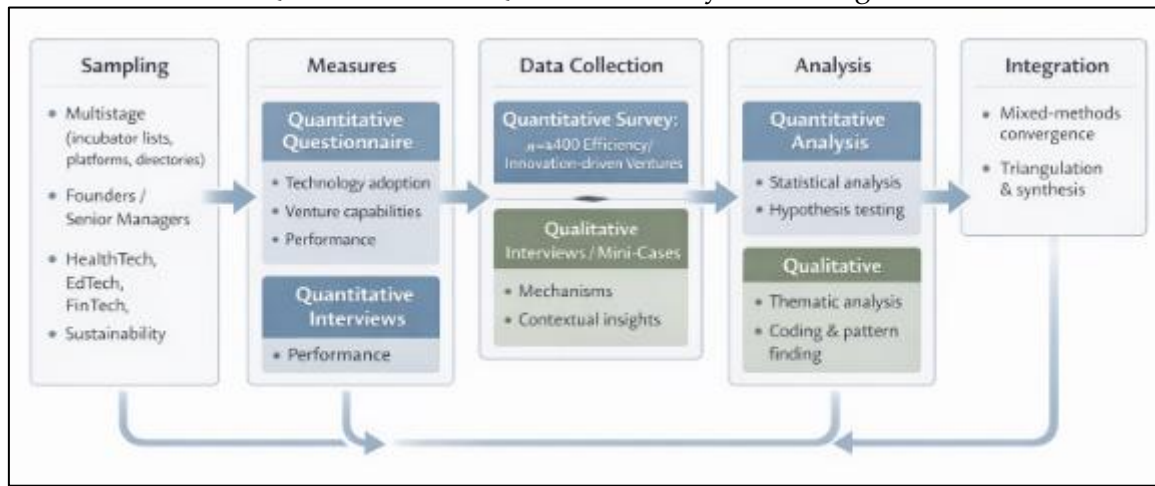 Sampling
• Multistage
(incubator lists,
platforms, directories)
• Founders /
Senior Managers
• HealthTech,
EdTech,
FinTech,
• Sustainability
Measures
Quantitative
Questionnaire
• Technology adoption
• Venture capabilities
• Performance
Quantitative
Interviews
• Performance
Data Collection
Quantitative Survey:
400 Efficiency/
Innovation-driven Ventures
Qualitative
Interviews / Mini-Cases
• Mechanisms
• Contextual insights
Analysis
Quantitative
Analysis
• Statistical analysis
• Hypothesis testing
Qualitative
• Thematic analysis
• Coding & pattern
finding
Integration
• Mixed-methods
convergence
• Triangulation
& synthesis